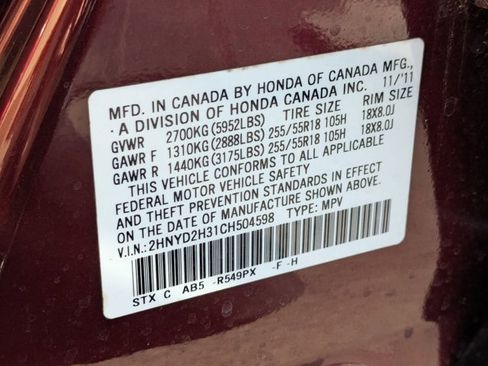 MFD. IN CANADA BY HONDA OF CANADA MFG.,
· A DIVISION OF HONDA CANADA INC. 11/'11
GVWR 2700KG(5952LBS) TIRE SIZE RIM SIZE
GAWR F 1310KG(2888LBS) 255/55R18 105H 18X8.0J
GAWR R 1440KG(3175LBS) 255/55R18 105H 18X8.0J
THIS VEHICLE CONFORMS TO ALL APPLICABLE
FEDERAL MOTOR VEHICLE SAFETY
AND THEFT PREVENTION STANDARDS IN EFFECT
ON THE DATE OF MANUFACTURE SHOWN ABOVE.
V.I.N.: 2HNYD2H31CH504598 TYPE: MPV
STX C AB5 -R549PX -F -H